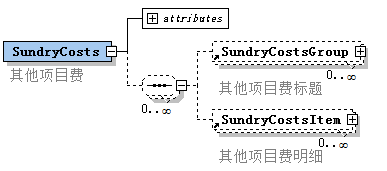 attributes
SundryCosts
其他项目费
SundryCostsGroup
0..∞
其他项目费标题
0..∞
SundryCostsItem
0..∞
其他项目费明细